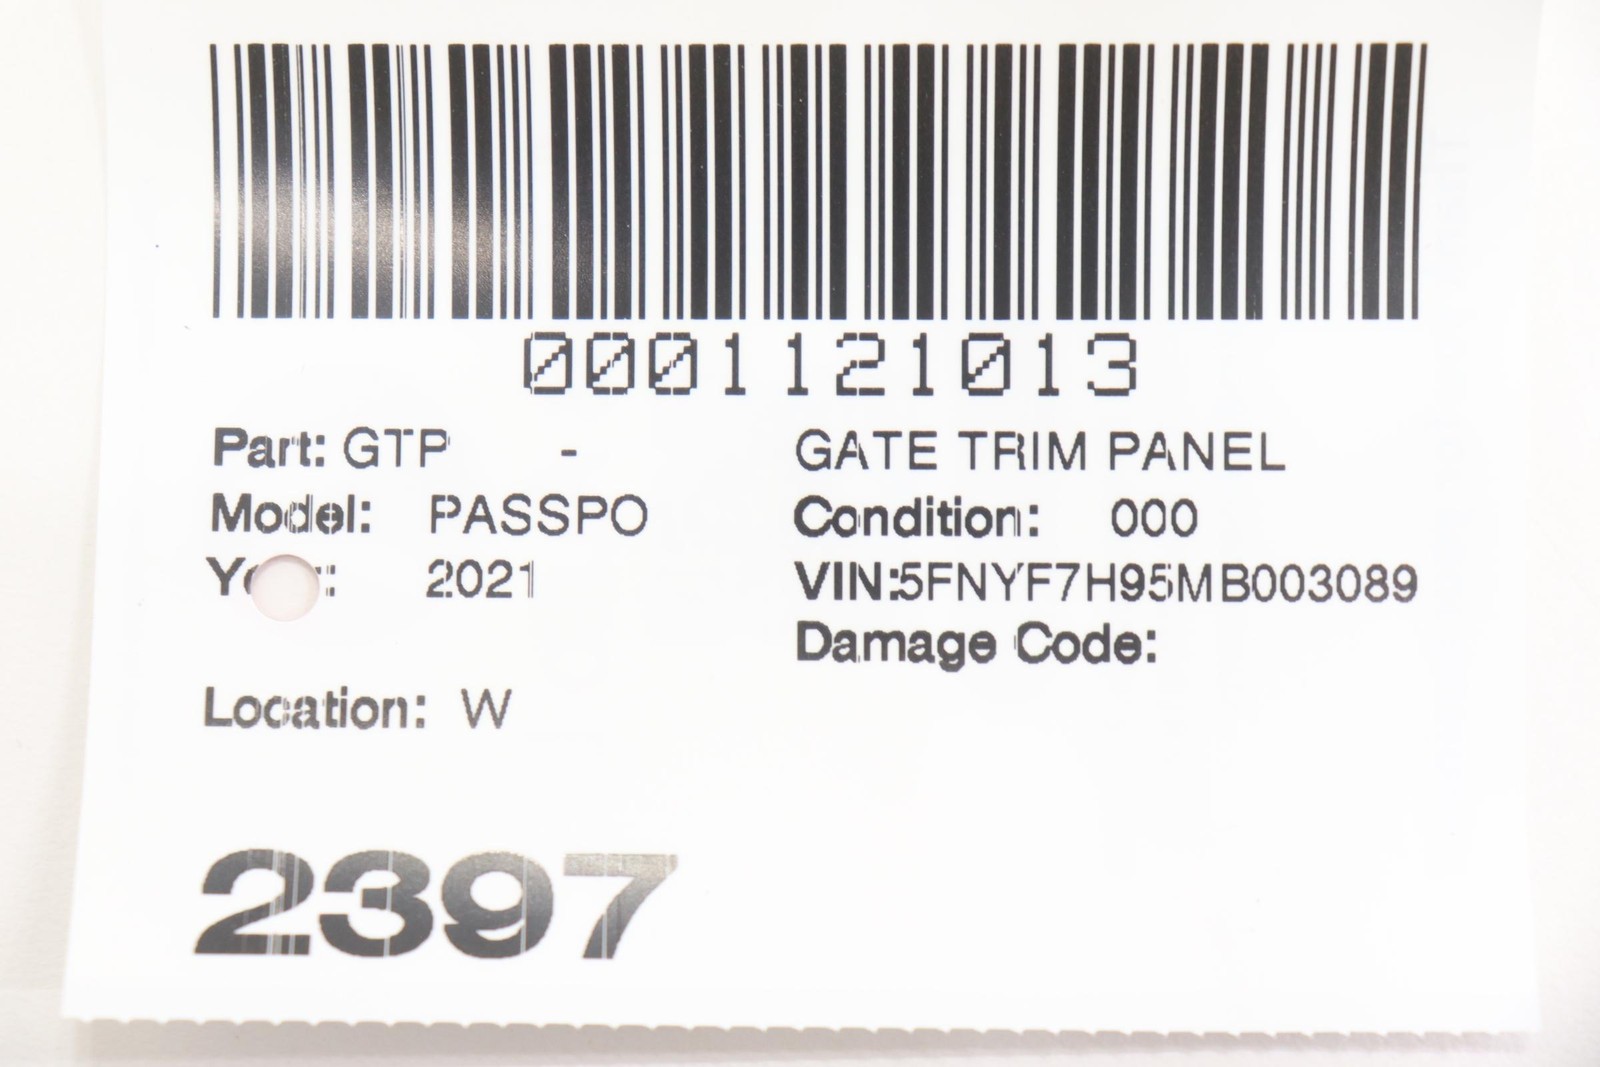 0001121013
Part: GTP - GATE TRIM PANEL
Model: PASSPO Condition: 000
2021 VIN:5FNYF7H95MB003089
Damage Code:
Location: W
2397